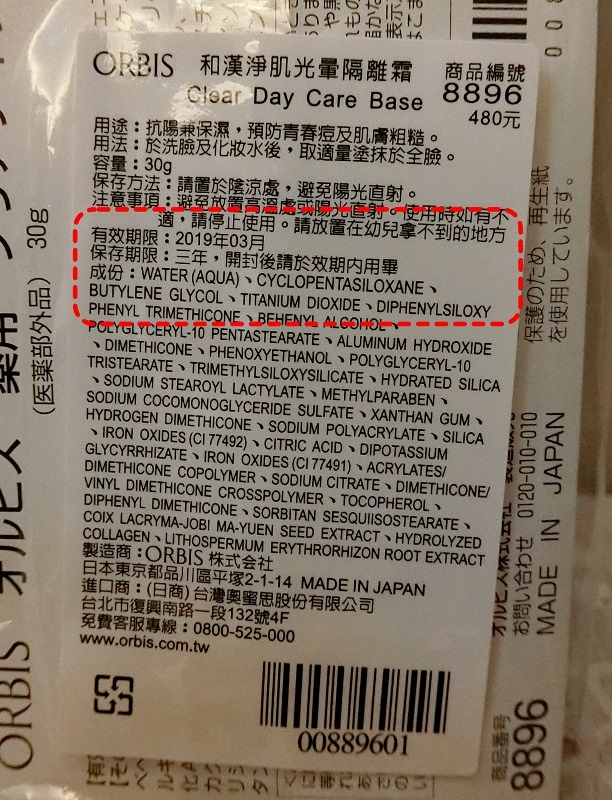 ORBIS 和漢淨肌光暈隔離霜 商品編號
Clear Day Care Base 8896
480元
用途：抗陽兼保濕，預防青春痘及肌膚粗糙。
用法：於洗臉及化妝水後，取適量塗抹於全臉。
容量：30g
保存方法：請置於陰涼處，避免陽光直射。
注意事項：避免放置高溫處或陽光直射。使用時如有不
適，請停止使用。請放置在幼兒拿不到的地方
有效期限：2019年03月
保存期限：三年，開封後請於效期內用畢
成份：WATER (AQUA)、CYCLOPENTASILOXANE、
BUTYLENE GLYCOL、TITANIUM DIOXIDE、DIPHENYLSILOXY
PHENYL TRIMETHICONE、BEHENYL ALCOHOL、
POLYGLYCERYL-10 PENTASTEARATE、ALUMINUM HYDROXIDE
、DIMETHICONE、PHENOXYETHANOL、POLYGLYCERYL-10
TRISTEARATE、TRIMETHYLSILOXYSILICATE、HYDRATED SILICA
、SODIUM STEAROYL LACTYLATE、METHYLPARABEN、
SODIUM COCOMONOGLYCERIDE SULFATE、XANTHAN GUM、
HYDROGEN DIMETHICONE、SODIUM POLYACRYLATE、SILICA
、IRON OXIDES (CI 77492)、CITRIC ACID、DIPOTASSIUM
GLYCYRRHIZATE、IRON OXIDES (CI 77491)、ACRYLATES/
DIMETHICONE COPOLYMER、SODIUM CITRATE、DIMETHICONE/
VINYL DIMETHICONE CROSSPOLYMER、TOCOPHEROL、
DIPHENYL DIMETHICONE、SORBITAN SESQUIISOSTEARATE、
COIX LACRYMA-JOBI MA-YUEN SEED EXTRACT、HYDROLYZED
COLLAGEN、LITHOSPERMUM ERYTHRORHIZON ROOT EXTRACT
製造商：ORBIS 株式会社
日本東京都品川區平塚2-1-14 MADE IN JAPAN
進口商：(日商) 台灣奧蜜思股份有限公司
台北市復興南路一段132號4F
免費客服專線：0800-525-000
www.orbis.com.tw
00889601
ORBIS オルビス 薬用
(医薬部外品) 30g
保護のため、再生紙
を使用しています。
オルビス株式会社
お問い合わせ 0120-010-010
MADE IN JAPAN
商品番号
8896